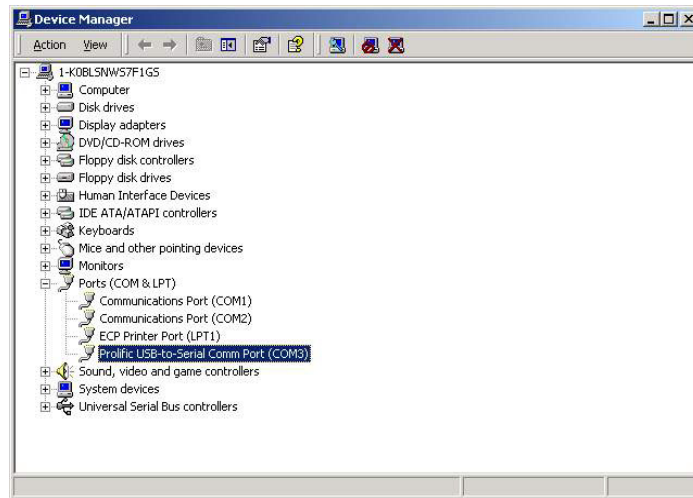 Device Manager
Action View
1-K0BLSNWS7F1GS
Computer
Disk drives
Display adapters
DVD/CD-ROM drives
Floppy disk controllers
Floppy disk drives
Human Interface Devices
IDE ATA/ATAPI controllers
Keyboards
Mice and other pointing devices
Monitors
Ports (COM & LPT)
Communications Port (COM1)
Communications Port (COM2)
ECP Printer Port (LPT1)
Prolific USB-to-Serial Comm Port (COM3)
Sound, video and game controllers
System devices
Universal Serial Bus controllers